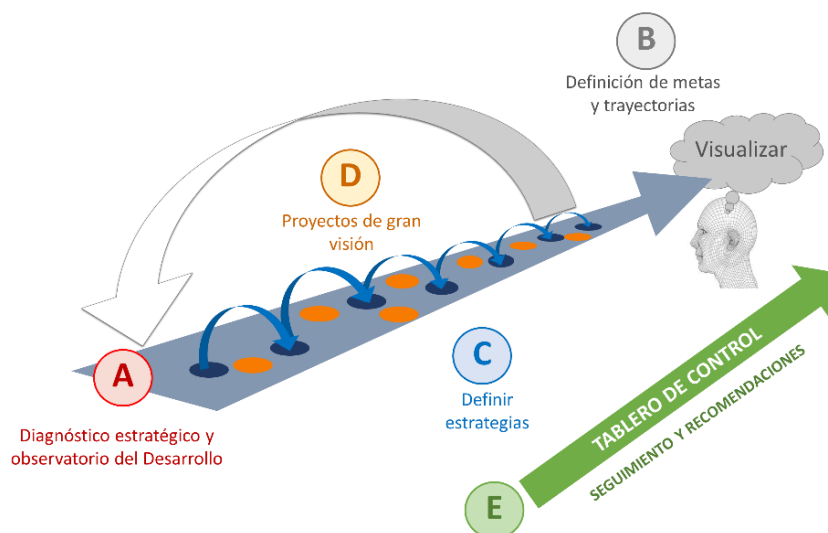 B
Definición de metas
y trayectorias
Visualizar
D
Proyectos de gran
visión
A
Diagnóstico estratégico y
observatorio del Desarrollo
C
Definir
estrategias
E
TABLERO DE CONTROL
SEGUIMIENTO Y RECOMENDACIONES